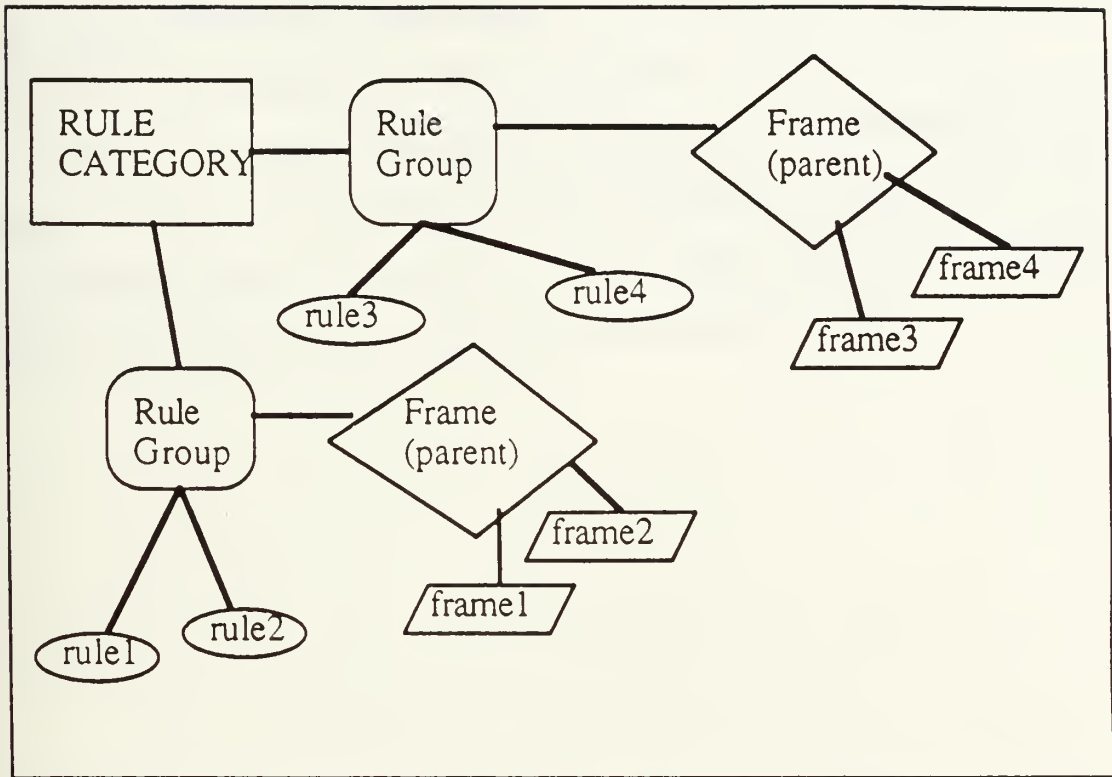 RULE
CATEGORY
Rule
Group
Frame
(parent)
frame4
rule4
rule3
frame3
Rule
Group
Frame
(parent)
frame2
frame1
rule2
rule1